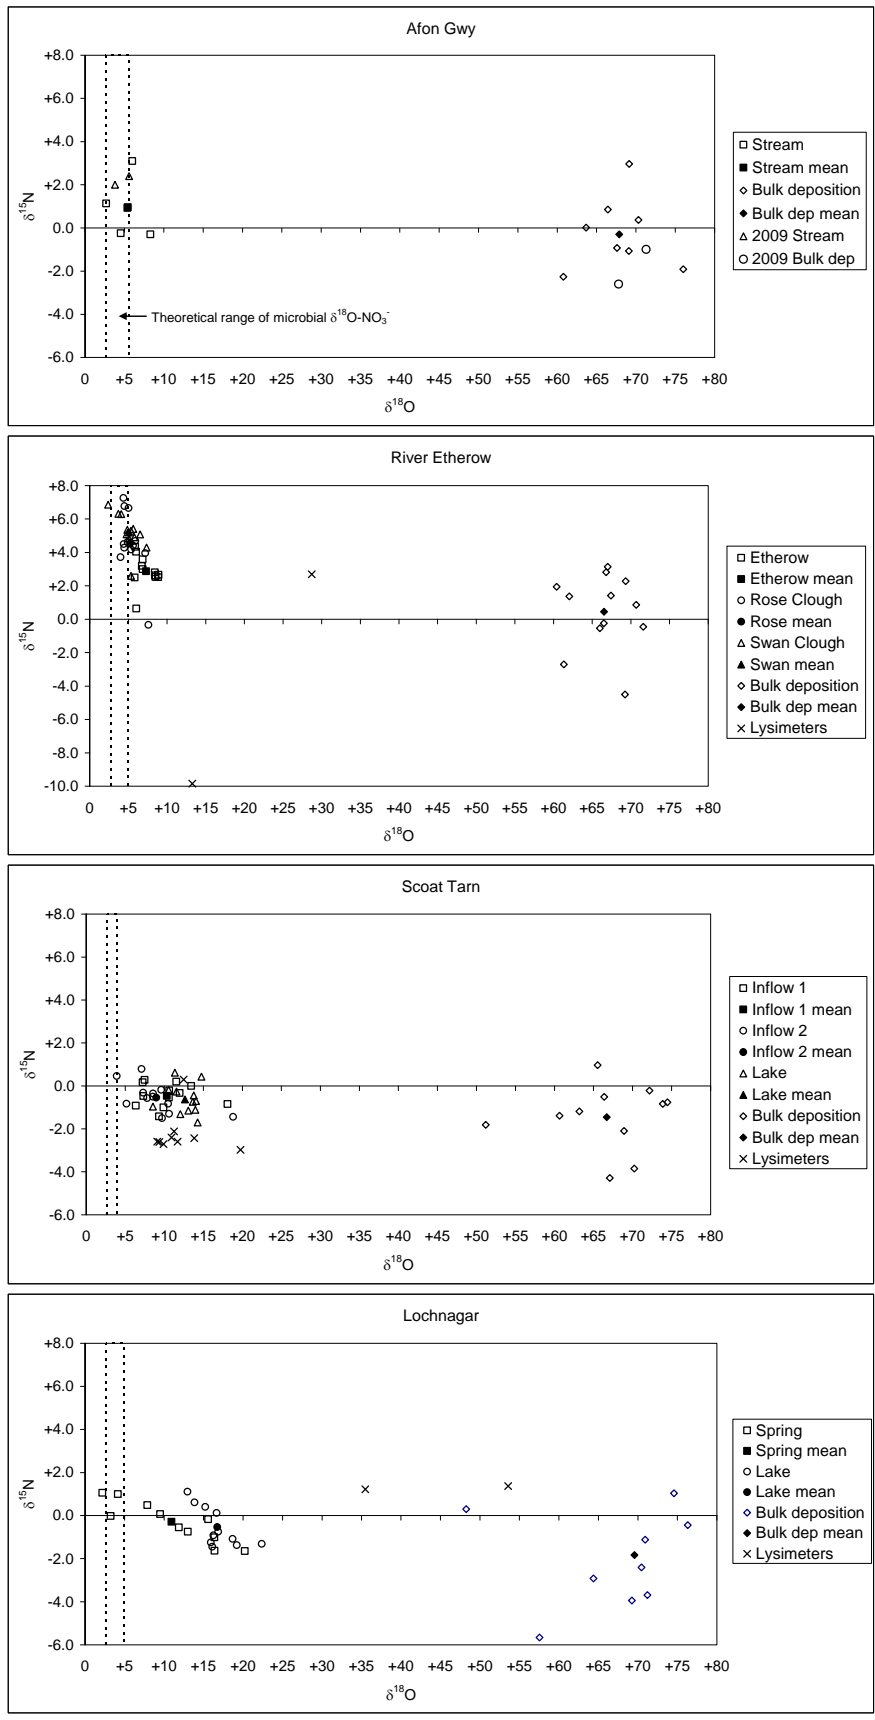 Afon Gwy
+8.0
+6.0
+4.0
+2.0
0.0
-2.0
-4.0
-6.0
δ15N
Theoretical range of microbial δ18O-NO3-
0 +5 +10 +15 +20 +25 +30 +35 +40 +45 +50 +55 +60 +65 +70 +75 +80
δ18O
Stream
Stream mean
Bulk deposition
Bulk dep mean
2009 Stream
2009 Bulk dep
River Etherow
+8.0
+6.0
+4.0
+2.0
0.0
-2.0
-4.0
-6.0
-8.0
-10.0
δ15N
0 +5 +10 +15 +20 +25 +30 +35 +40 +45 +50 +55 +60 +65 +70 +75 +80
δ18O
Etherow
Etherow mean
Rose Clough
Rose mean
Swan Clough
Swan mean
Bulk deposition
Bulk dep mean
Lysimeters
Scoat Tarn
+8.0
+6.0
+4.0
+2.0
0.0
-2.0
-4.0
-6.0
δ15N
0 +5 +10 +15 +20 +25 +30 +35 +40 +45 +50 +55 +60 +65 +70 +75 +80
δ18O
Inflow 1
Inflow 1 mean
Inflow 2
Inflow 2 mean
Lake
Lake mean
Bulk deposition
Bulk dep mean
Lysimeters
Lochnagar
+8.0
+6.0
+4.0
+2.0
0.0
-2.0
-4.0
-6.0
δ15N
0 +5 +10 +15 +20 +25 +30 +35 +40 +45 +50 +55 +60 +65 +70 +75 +80
δ18O
Spring
Spring mean
Lake
Lake mean
Bulk deposition
Bulk dep mean
Lysimeters